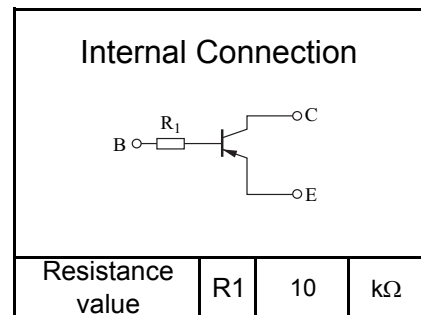 Internal Connection
R1
C
B
E
Resistance value R1 10 kΩ